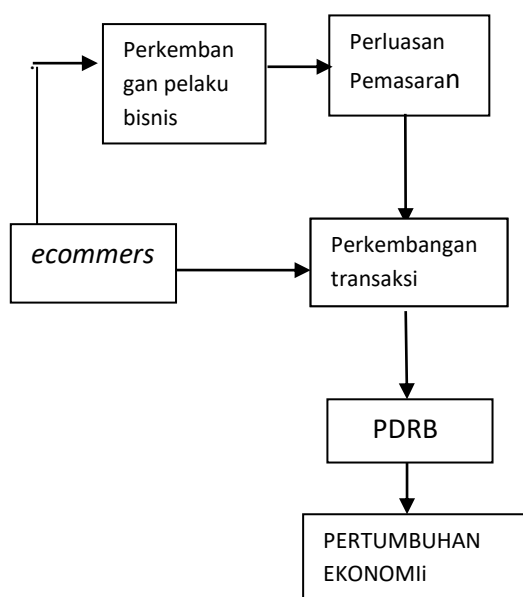 Perkemban
gan pelaku
bisnis
Perluasan
Pemasaran
ecommers
Perkembangan
transaksi
PDRB
PERTUMBUHAN
EKONOMIi